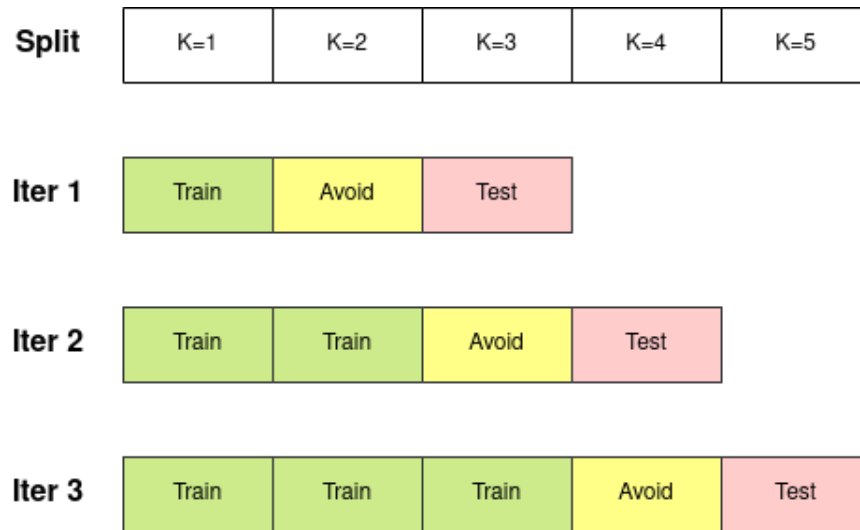 Split K=1 K=2 K=3 K=4 K=5
Iter 1 Train Avoid Test
Iter 2 Train Train Avoid Test
Iter 3 Train Train Train Avoid Test